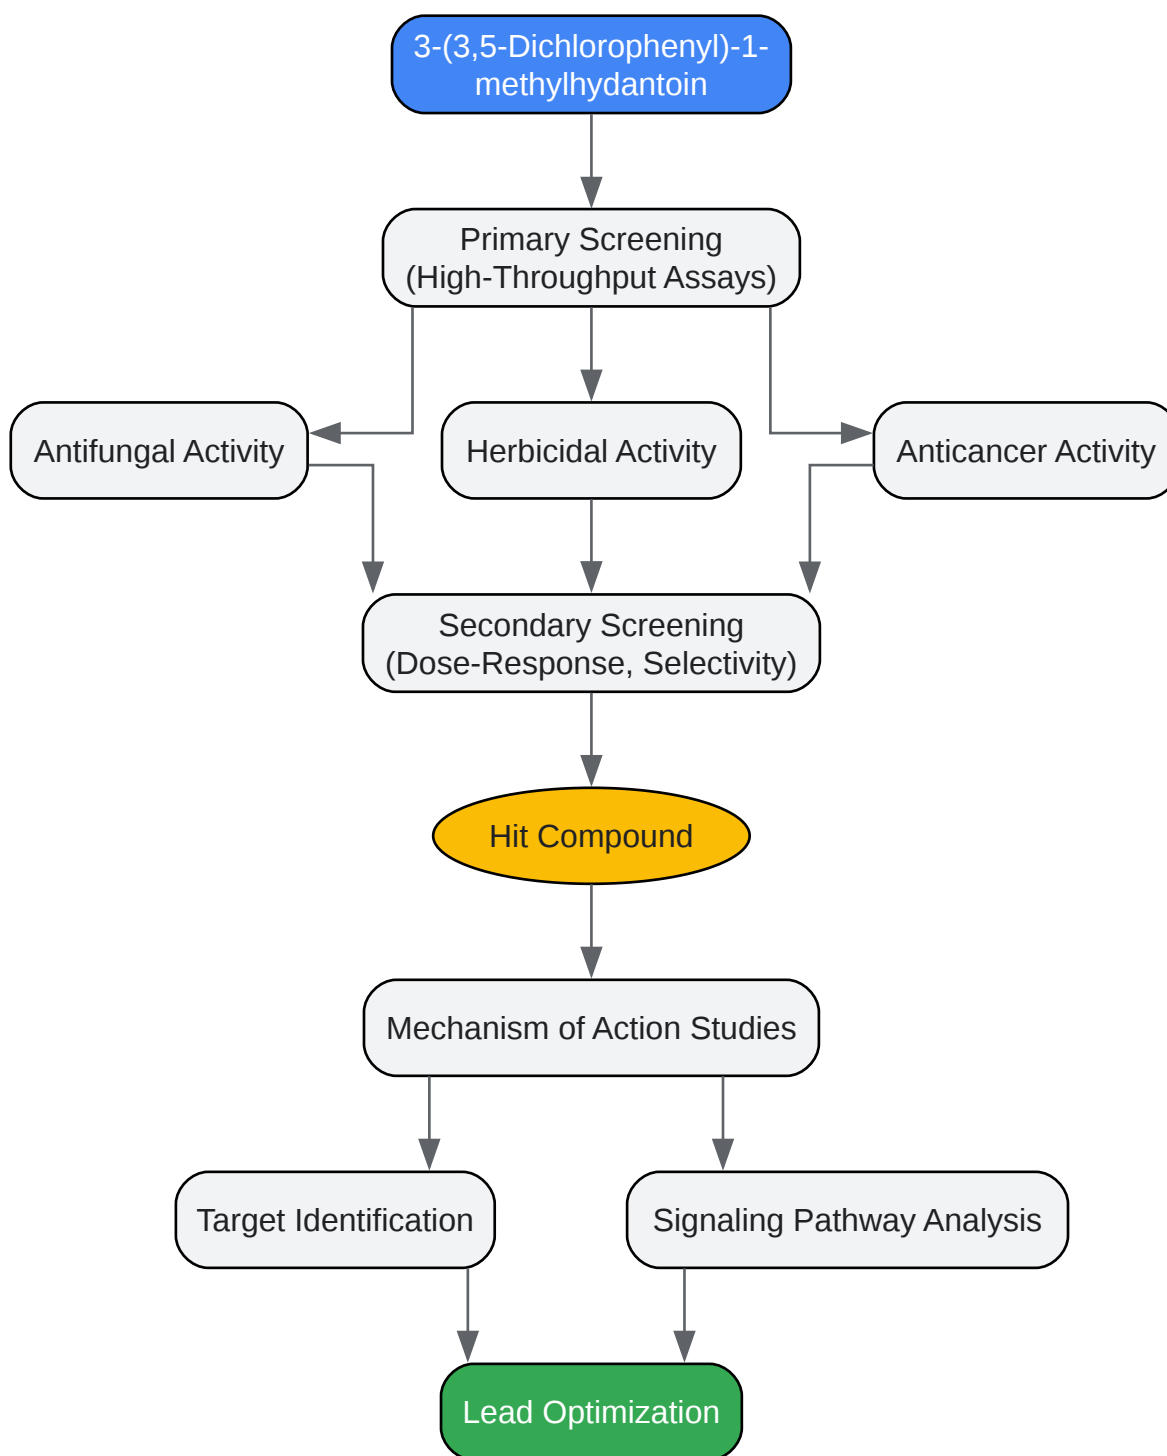 3-(3,5-Dichlorophenyl)-1-
methylhydantoin
Primary Screening
(High-Throughput Assays)
Antifungal Activity
Herbicidal Activity
Anticancer Activity
Secondary Screening
(Dose-Response, Selectivity)
Hit Compound
Mechanism of Action Studies
Target Identification
Signaling Pathway Analysis
Lead Optimization